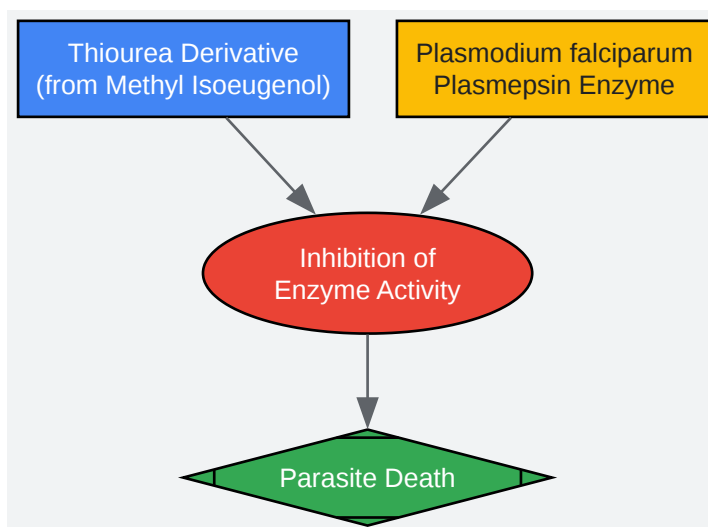 Thiourea Derivative
(from Methyl Isoeugenol)
Plasmodium falciparum
Plasmepsin Enzyme
Inhibition of
Enzyme Activity
Parasite Death